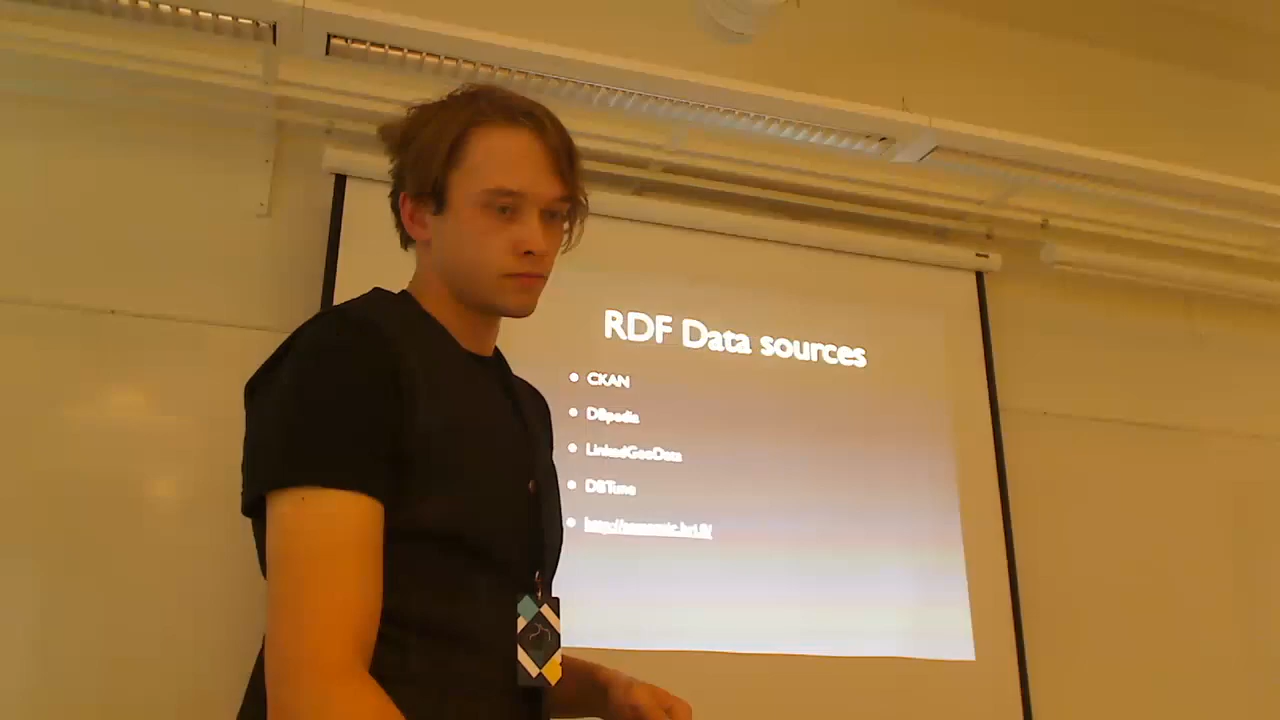 RDF Data sources
CKAN
DBpedia
LinkedGeoData
DBTune